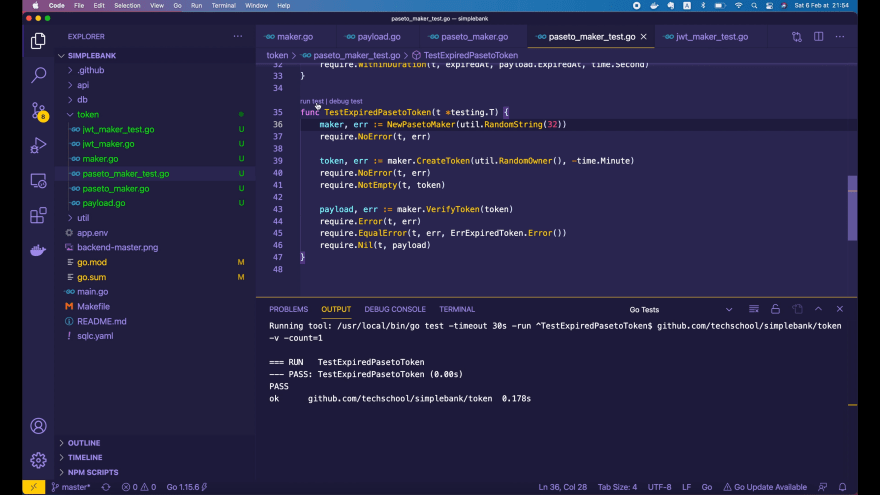 Code File Edit Selection View Go Run Terminal Window Help
A
Sat 6 Feb at 21:54
paseto_maker_test.go — simplebank
EXPLORER
maker.go payload.go paseto_maker.go paseto_maker_test.go jwt_maker_test.go
token > paseto_maker_test.go > TestExpiredPasetoToken
SIMPLEBANK
.github
api
db
token
jwt_maker_test.go U
jwt_maker.go U
maker.go U
paseto_maker_test.go U
paseto_maker.go U
payload.go U
util
app.env
backend-master.png
go.mod M
go.sum M
main.go
Makefile
README.md
sqlc.yaml
OUTLINE
TIMELINE
NPM SCRIPTS
8
32 require.WithinDuration(t, expiredAt, payload.ExpiredAt, time.Second)
33 }
34
run test | debug test
35 func TestExpiredPasetoToken(t *testing.T) {
36 maker, err := NewPasetoMaker(util.RandomString(32))
37 require.NoError(t, err)
38
39 token, err := maker.CreateToken(util.RandomOwner(), -time.Minute)
40 require.NoError(t, err)
41 require.NotEmpty(t, token)
42
43 payload, err := maker.VerifyToken(token)
44 require.Error(t, err)
45 require.EqualError(t, err, ErrExpiredToken.Error())
46 require.Nil(t, payload)
47 }
48
PROBLEMS OUTPUT DEBUG CONSOLE TERMINAL Go Tests
Running tool: /usr/local/bin/go test -timeout 30s -run ^TestExpiredPasetoToken$ github.com/techschool/simplebank/token
-v -count=1
=== RUN TestExpiredPasetoToken
--- PASS: TestExpiredPasetoToken (0.00s)
PASS
ok github.com/techschool/simplebank/token 0.178s
master* 0 0 Go 1.15.6 Ln 36, Col 28 Tab Size: 4 UTF-8 LF Go Go Update Available